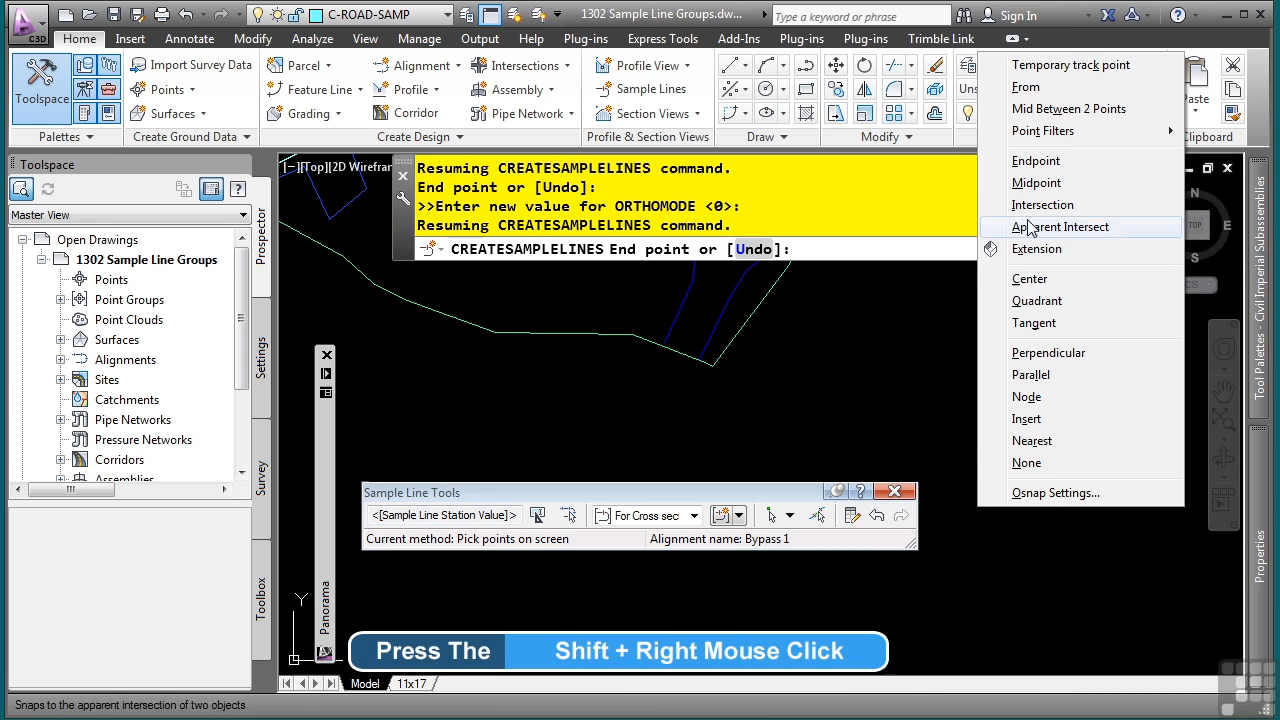 C3D
C-ROAD-SAMP
1302 Sample Line Groups.dw...
Type a keyword or phrase
Sign In
Home Insert Annotate Modify Analyze View Manage Output Help Plug-ins Express Tools Add-Ins Plug-ins Plug-ins Trimble Link
Toolspace
Import Survey Data
Points
Surfaces
Parcel
Feature Line
Grading
Alignment
Profile
Corridor
Intersections
Assembly
Pipe Network
Profile View
Sample Lines
Section Views
Uns
Paste
Palettes
Create Ground Data
Create Design
Profile & Section Views
Draw
Modify
Clipboard
Toolspace
Master View
Open Drawings
1302 Sample Line Groups
Points
Point Groups
Point Clouds
Surfaces
Alignments
Sites
Catchments
Pipe Networks
Pressure Networks
Corridors
Assemblies
Prospector
Settings
Survey
Toolbox
[−][Top][2D Wirefran
Resuming CREATESAMPLELINES command.
End point or [Undo]:
>>Enter new value for ORTHOMODE <0>:
Resuming CREATESAMPLELINES command.
CREATESAMPLELINES End point or [Undo]:
Temporary track point
From
Mid Between 2 Points
Point Filters
Endpoint
Midpoint
Intersection
Apparent Intersect
Extension
Center
Quadrant
Tangent
Perpendicular
Parallel
Node
Insert
Nearest
None
Osnap Settings...
N
TOP
E
S
CS
Tool Palettes - Civil Imperial Subassemblies
Properties
Panorama
Sample Line Tools
<[Sample Line Station Value]>
For Cross sec
Current method: Pick points on screen
Alignment name: Bypass 1
Y
Press The Shift + Right Mouse Click
Model 11x17
Snaps to the apparent intersection of two objects